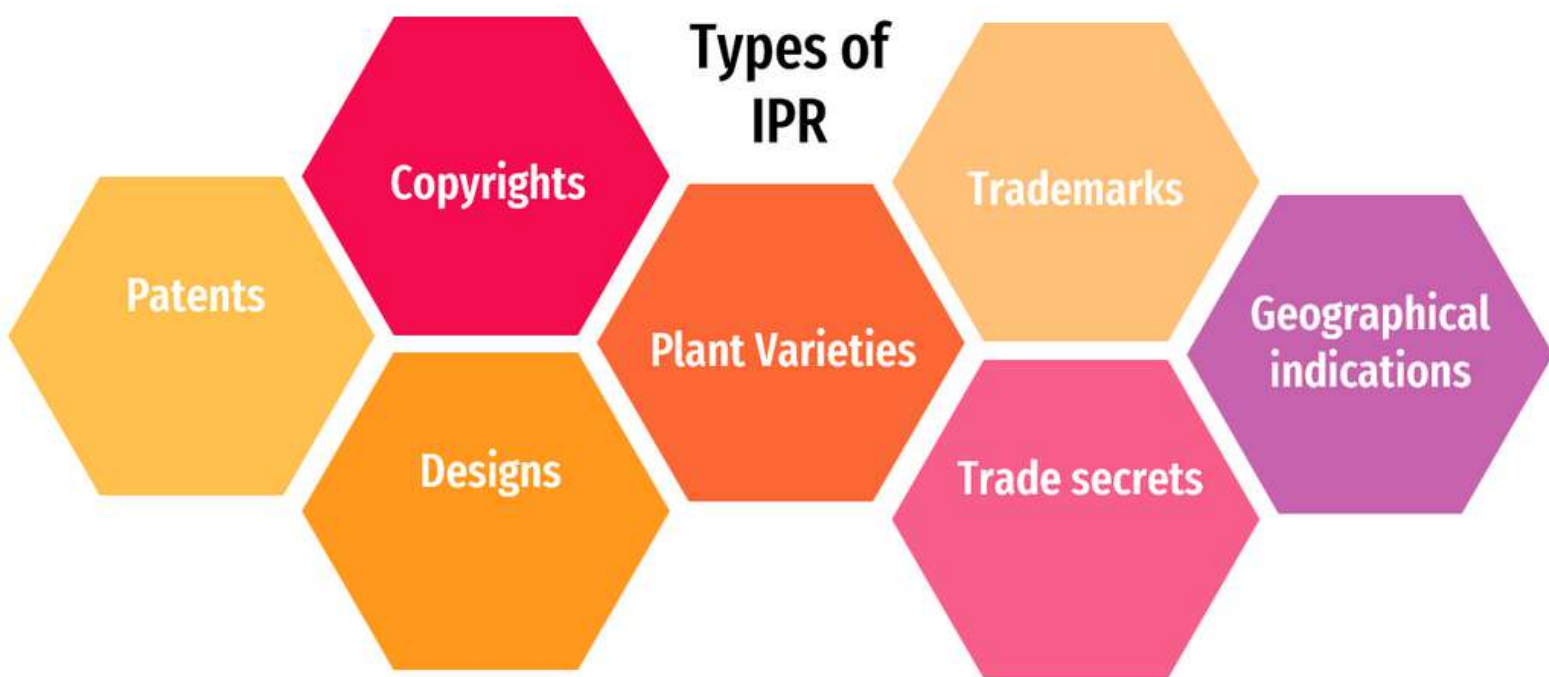 Types of
IPR
Copyrights
Trademarks
Patents
Geographical
indications
Plant Varieties
Designs
Trade secrets